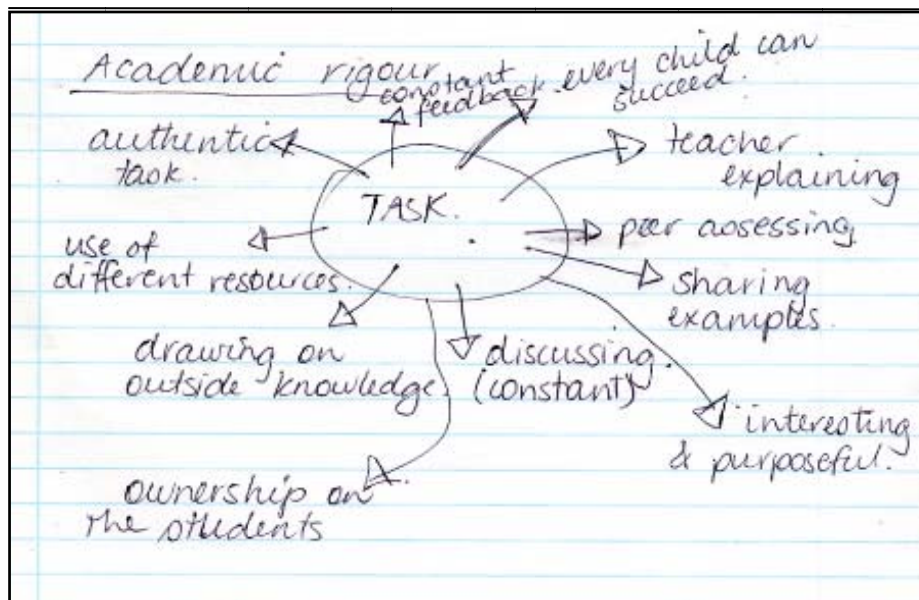 Academic rigour
constant
feedback.
every child can
succeed.
authentic
task.
TASK.
teacher
explaining
use of
different resources.
peer assessing
sharing
examples.
drawing on
outside knowledge.
discussing
(constant)
interesting
& purposeful.
ownership on
the students